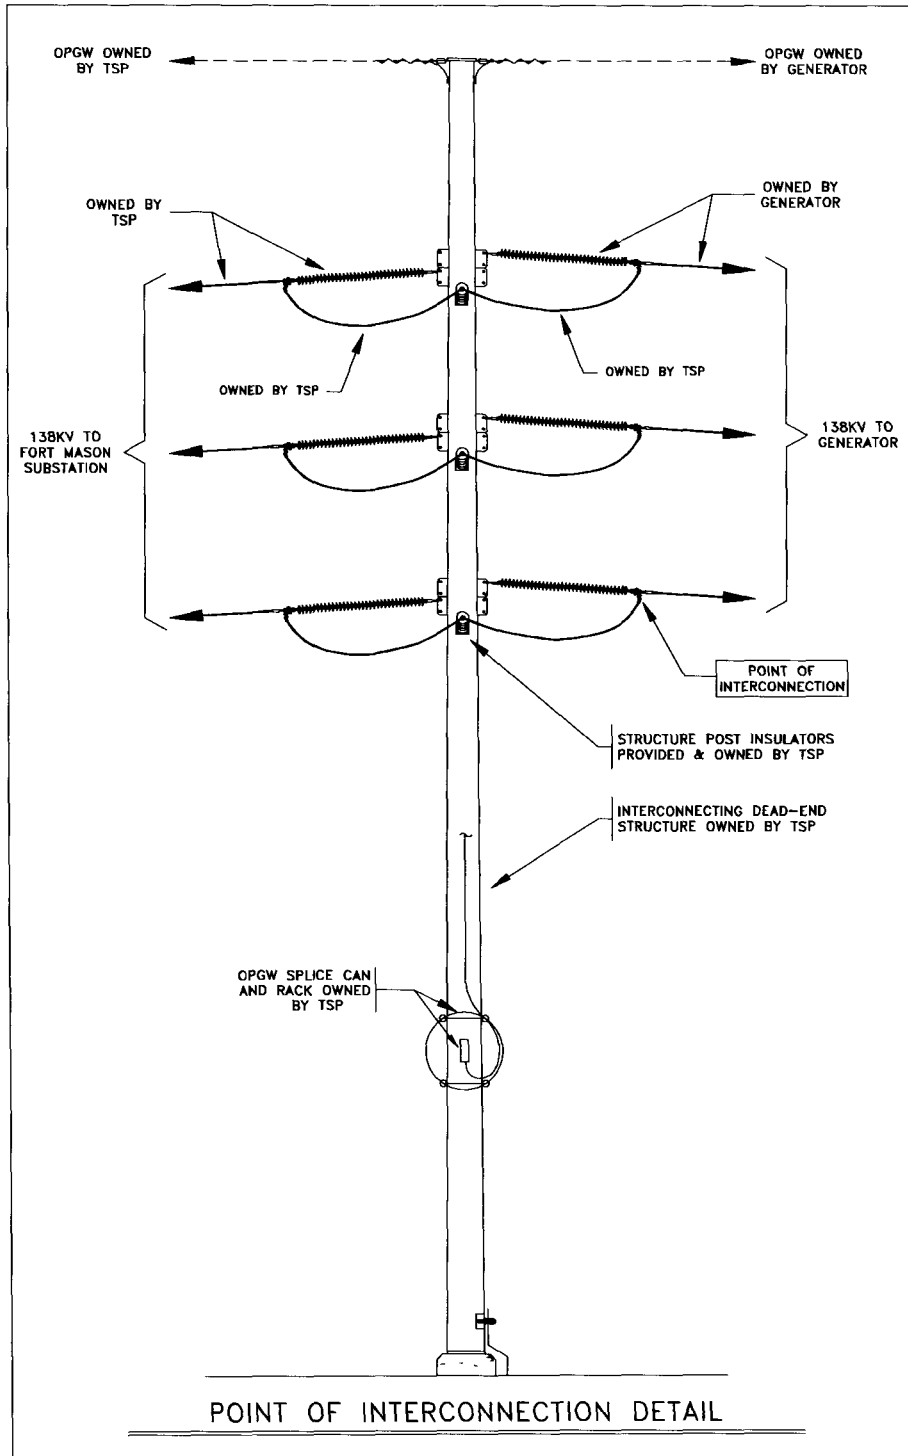 OPGW OWNED
BY TSP
OPGW OWNED
BY GENERATOR
OWNED BY
TSP
OWNED BY
GENERATOR
OWNED BY TSP
OWNED BY TSP
138KV TO
FORT MASON
SUBSTATION
138KV TO
GENERATOR
POINT OF
INTERCONNECTION
STRUCTURE POST INSULATORS
PROVIDED & OWNED BY TSP
INTERCONNECTING DEAD-END
STRUCTURE OWNED BY TSP
OPGW SPLICE CAN
AND RACK OWNED
BY TSP
POINT OF INTERCONNECTION DETAIL